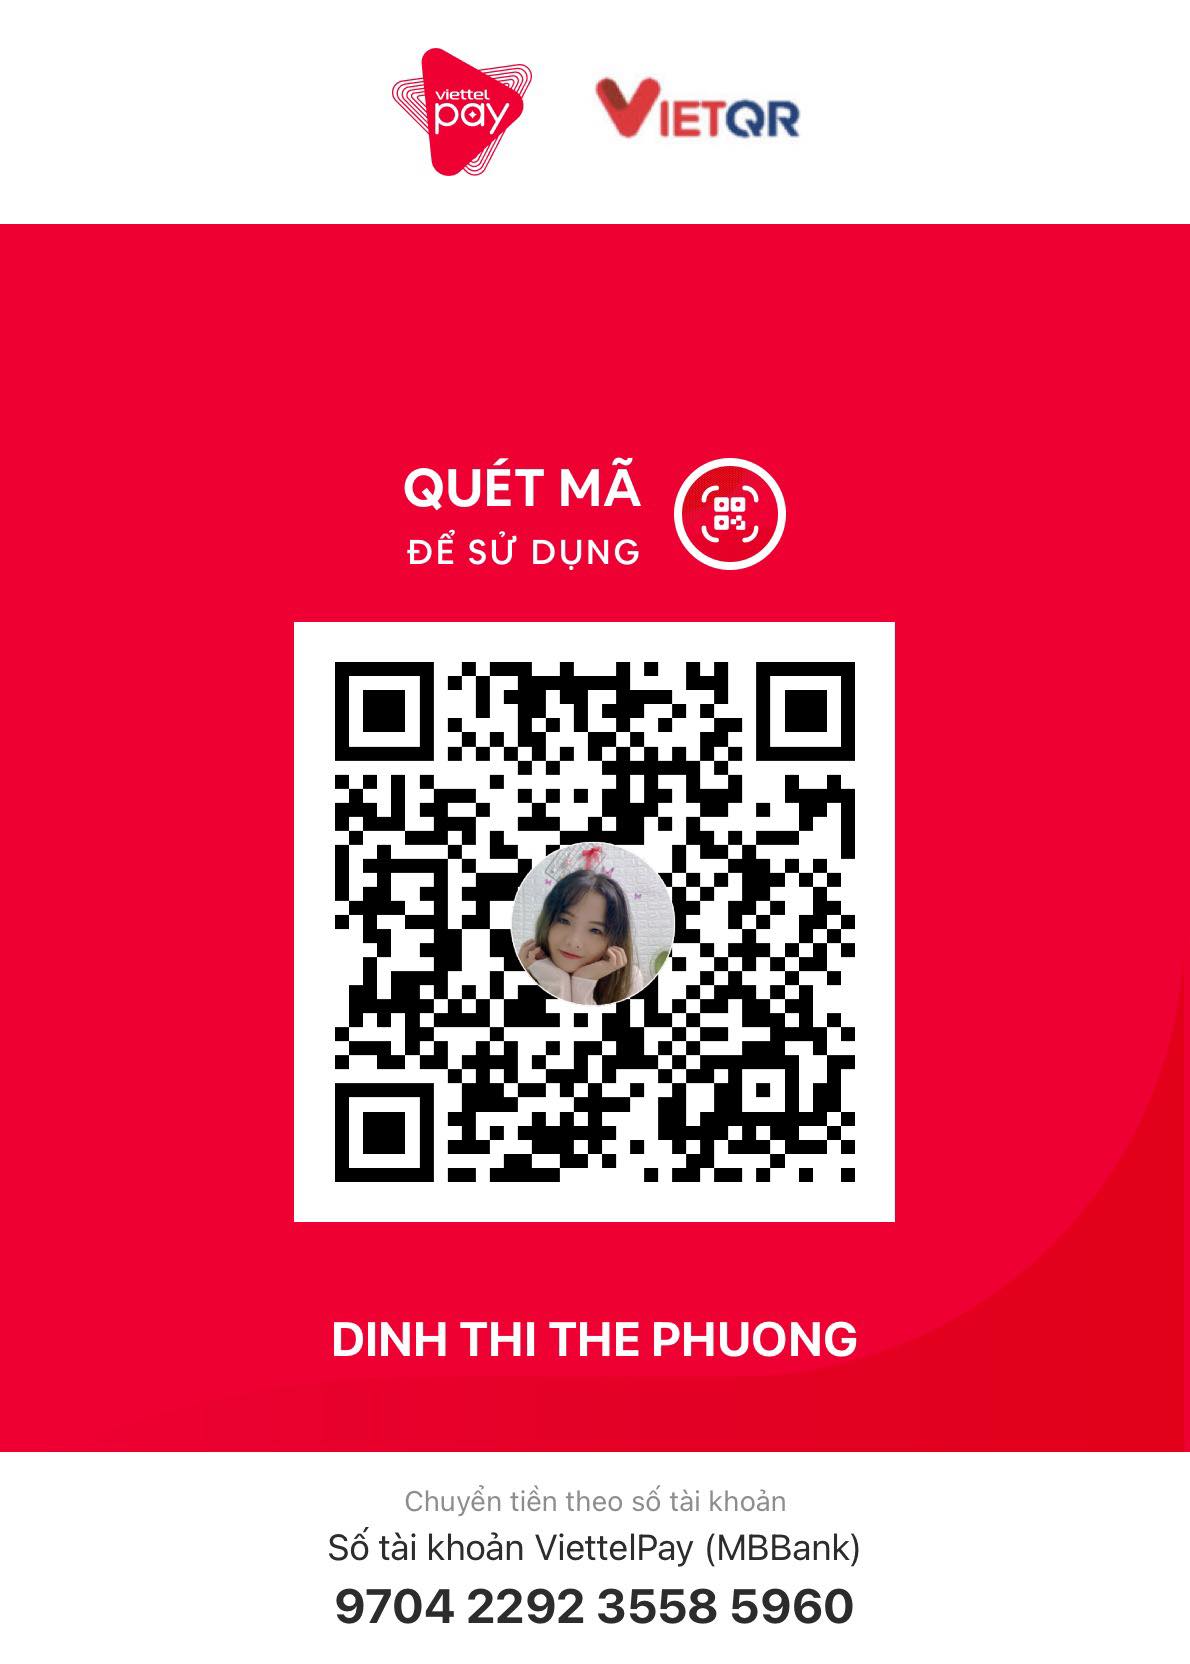 viettel
pay
VIETQR
QUÉT MÃ
ĐỂ SỬ DỤNG
DINH THI THE PHUONG
Chuyển tiền theo số tài khoản
Số tài khoản ViettelPay (MBBank)
9704 2292 3558 5960